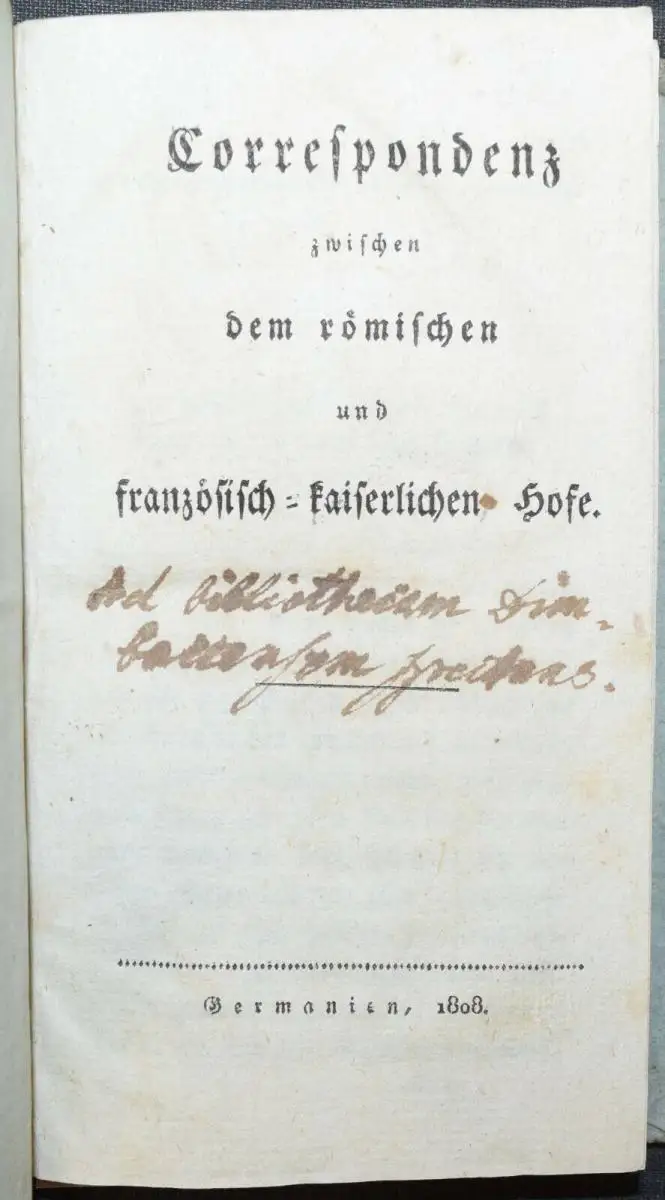 Correſpondenz
zwiſchen
dem römiſchen
und
franzöſiſch-kaiſerlichen Hofe.
Ad bibliothecam
Germanien, 1808.